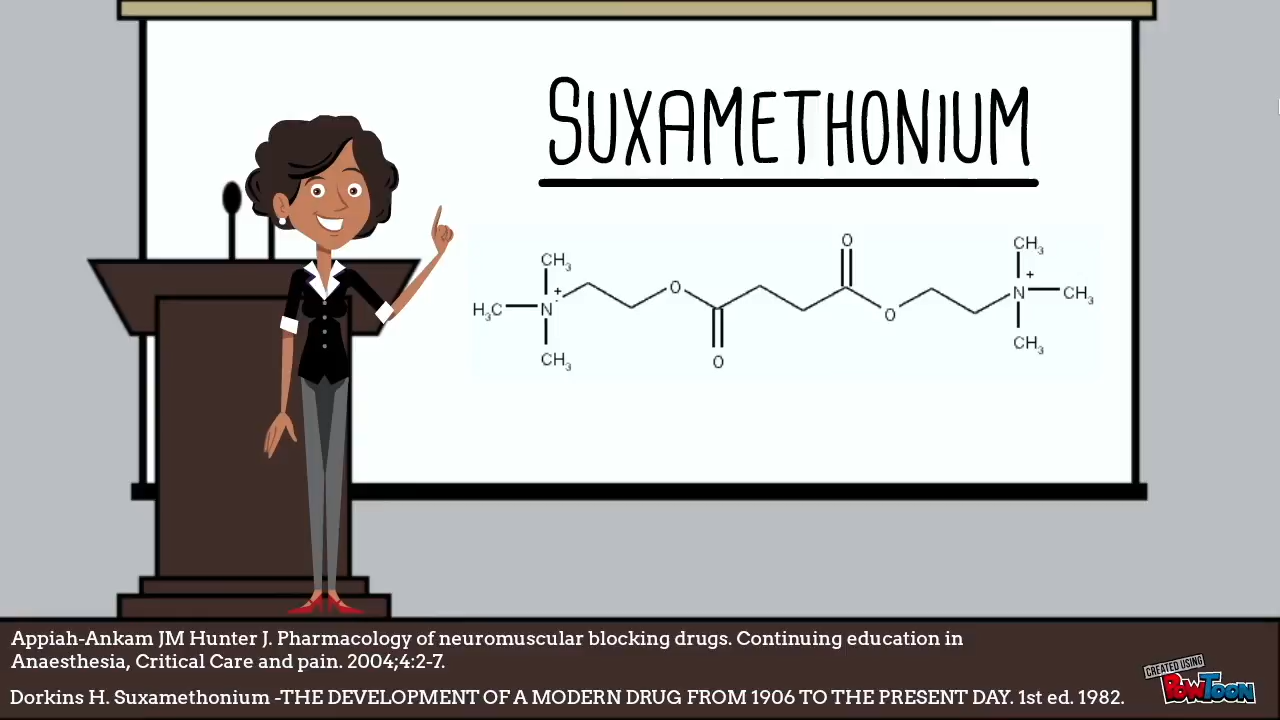 SUXAMETHONIUM
O
CH₃
CH₃
+
CH₃
+
O
N
CH₃
H₃C
N
O
CH₃
CH₃
O
Appiah-Ankam JM Hunter J. Pharmacology of neuromuscular blocking drugs. Continuing education in
Anaesthesia, Critical Care and pain. 2004;4:2-7.
Dorkins H. Suxamethonium -THE DEVELOPMENT OF A MODERN DRUG FROM 1906 TO THE PRESENT DAY. 1st ed. 1982.
CREATED USING
POWTOON